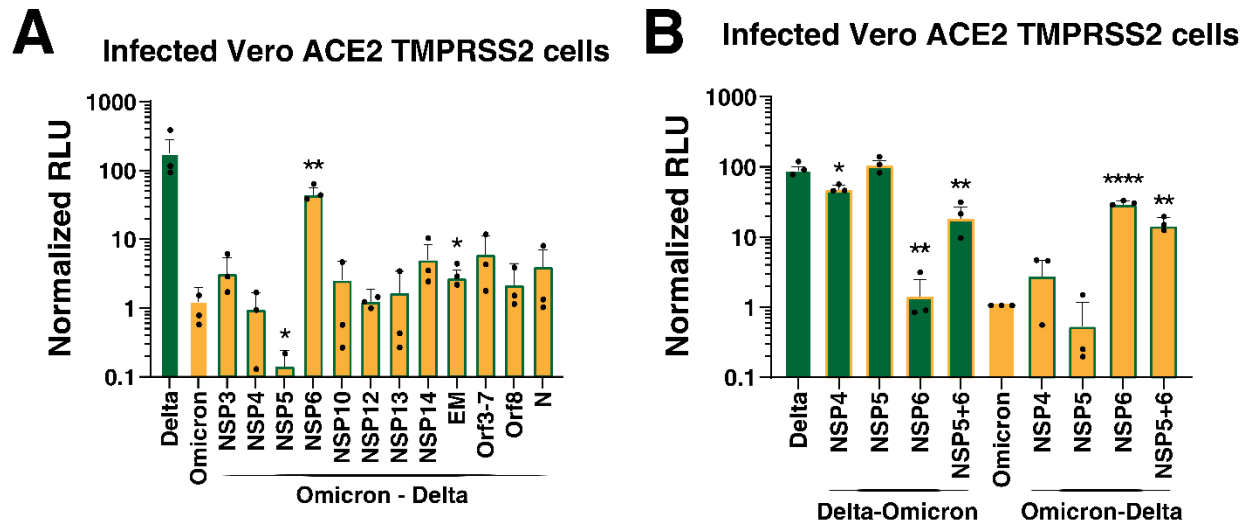 A
Infected Vero ACE2 TMPRSS2 cells
Normalized RLU
1000
100
10
1
0.1
**
*
*
Delta
Omicron
NSP3
NSP4
NSP5
NSP6
NSP10
NSP12
NSP13
NSP14
EM
Orf3-7
Orf8
N
Omicron - Delta
B
Infected Vero ACE2 TMPRSS2 cells
Normalized RLU
1000
100
10
1
0.1
*
**
**
****
**
Delta
NSP4
NSP5
NSP6
NSP5+6
Omicron
NSP4
NSP5
NSP6
NSP5+6
Delta-Omicron
Omicron-Delta